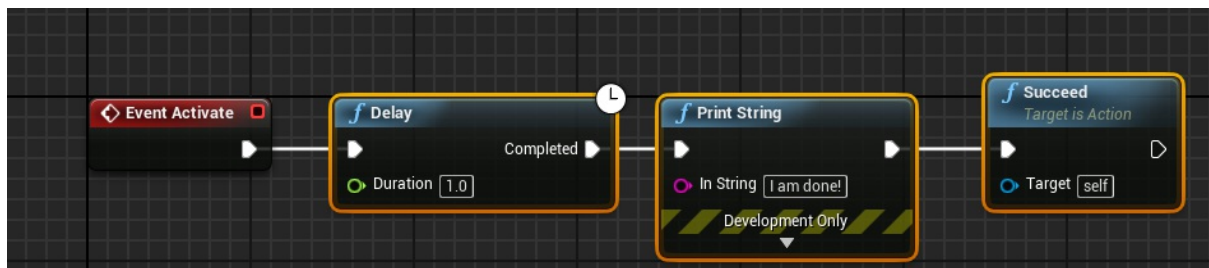 Event Activate
f Delay
Completed
Duration 1.0
f Print String
In String I am done!
Development Only
f Succeed
Target is Action
Target self